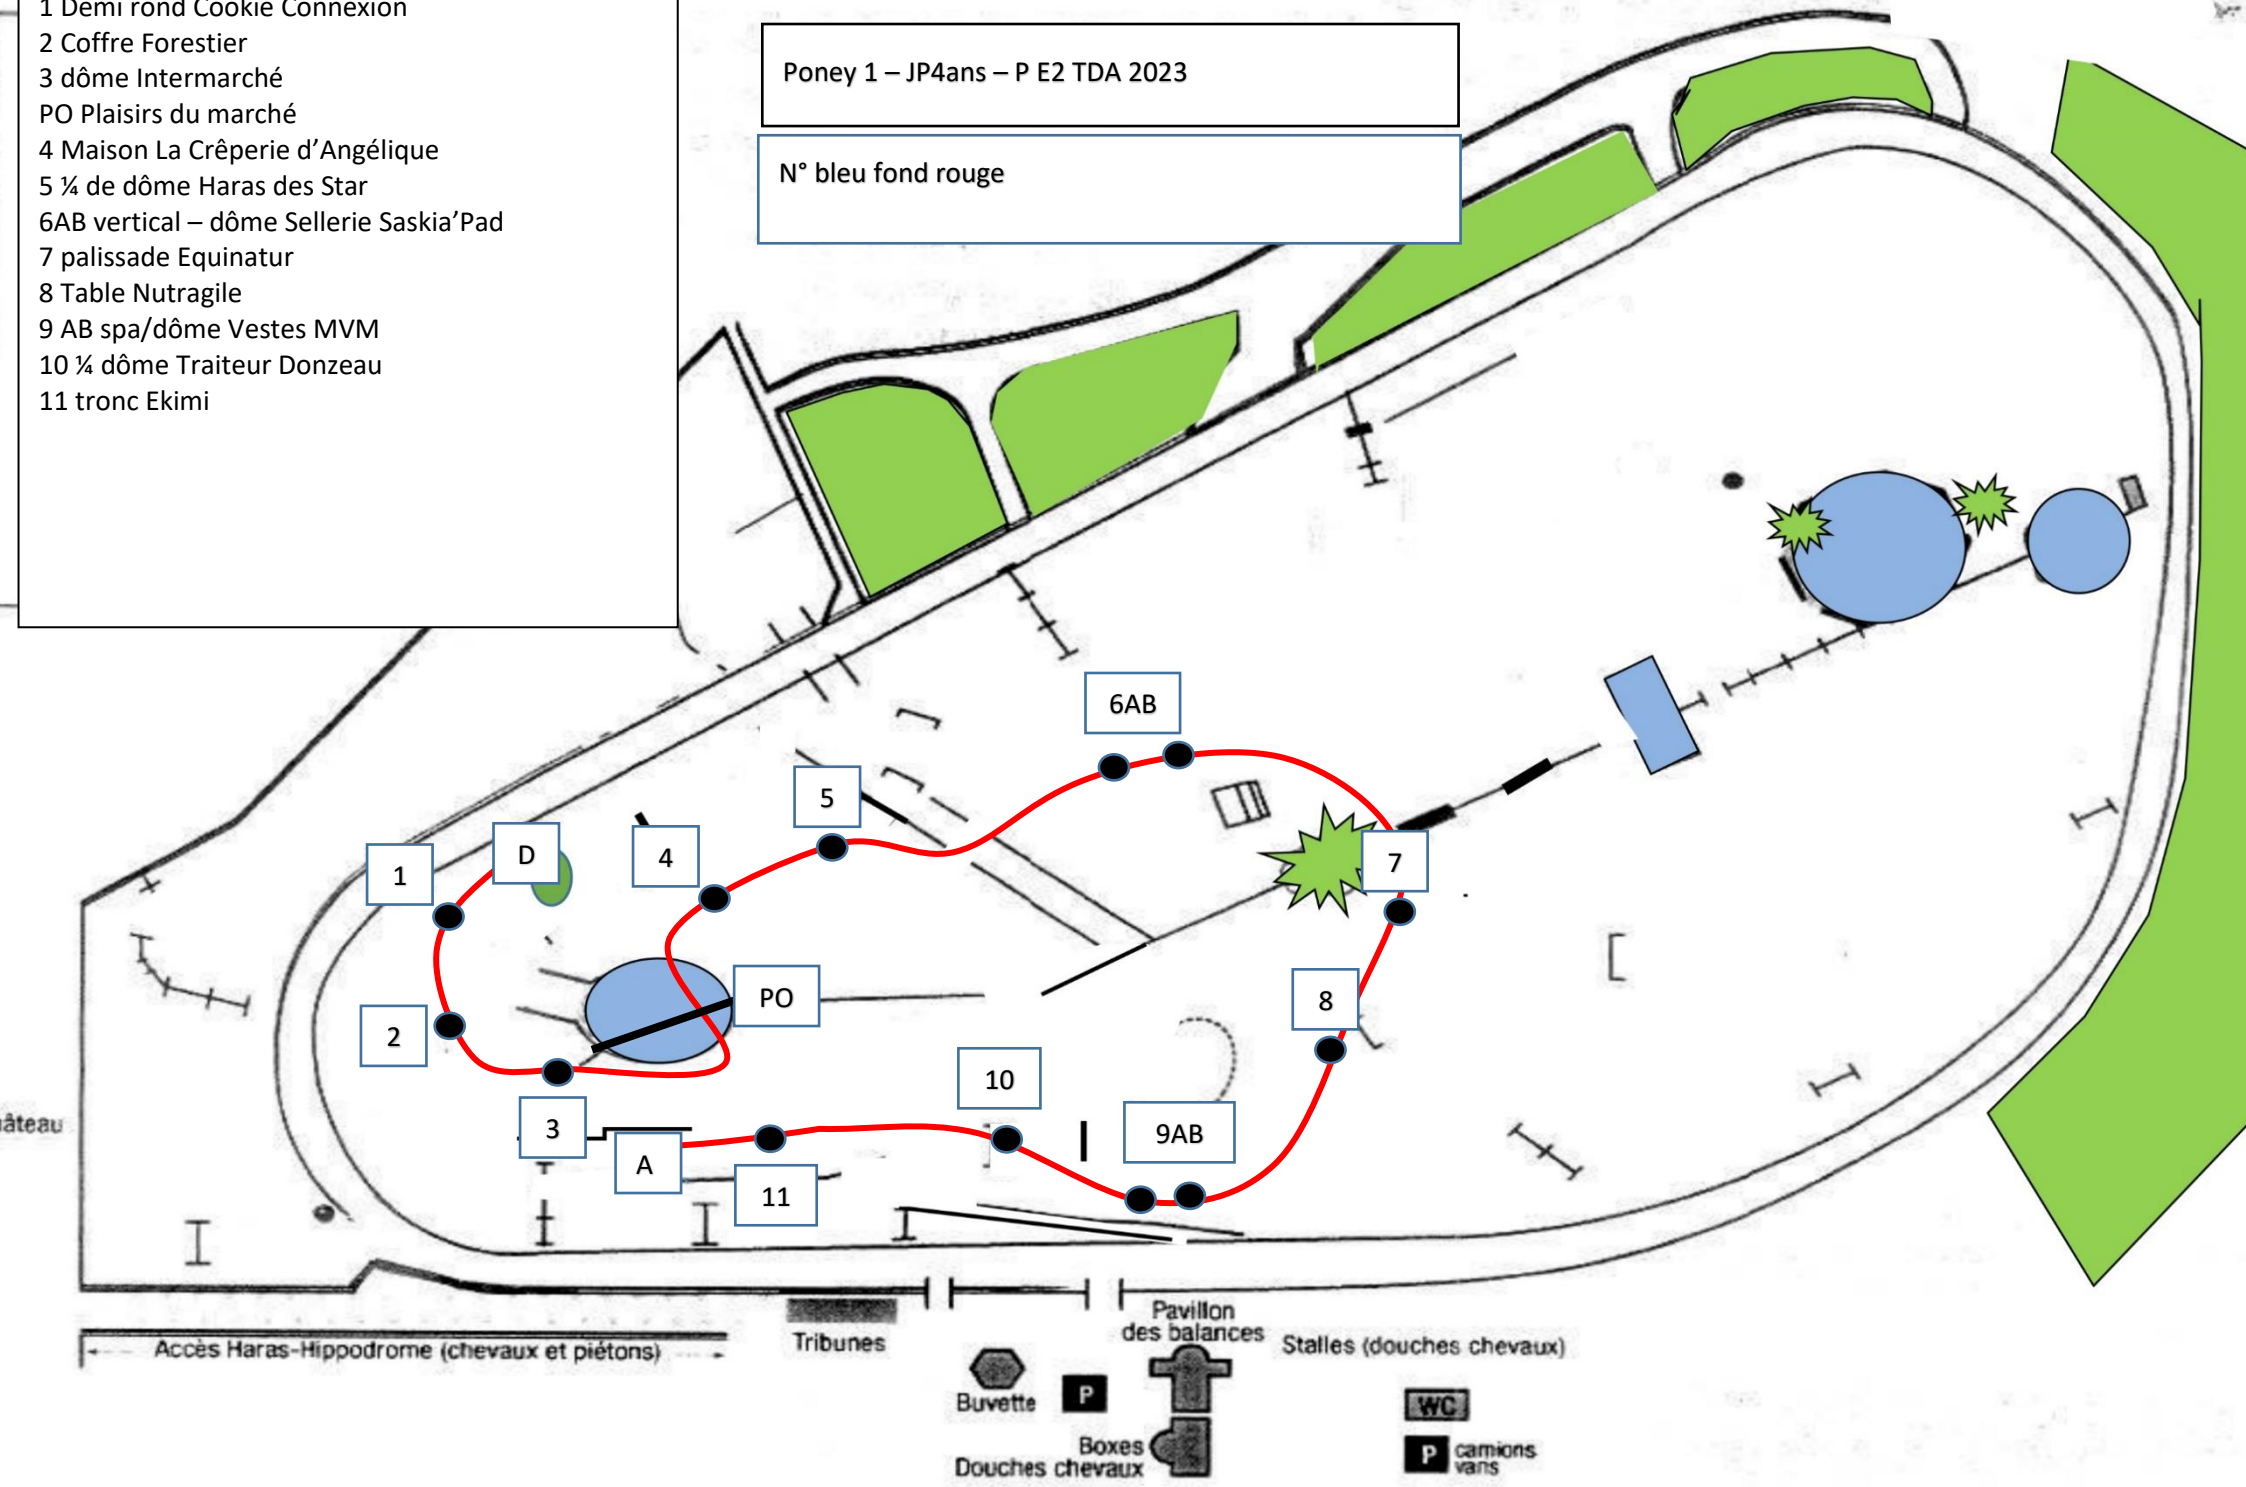 1 Demi rond Cookie Connexion
2 Coffre Forestier
3 dôme Intermarché
PO Plaisirs du marché
4 Maison La Crêperie d’Angélique
5 ¼ de dôme Haras des Star
6AB vertical – dôme Sellerie Saskia’Pad
7 palissade Equinatur
8 Table Nutragile
9 AB spa/dôme Vestes MVM
10 ¼ dôme Traiteur Donzeau
11 tronc Ekimi
Poney 1 – JP4ans – P E2 TDA 2023
N° bleu fond rouge
6AB
5
D
4
1
7
PO
8
2
10
3
9AB
A
11
âteau
Accès Haras-Hippodrome (chevaux et piétons)
Tribunes
Pavillon
des balances
Stalles (douches chevaux)
Buvette
P
WC
Boxes
Douches chevaux
P
camions
vans